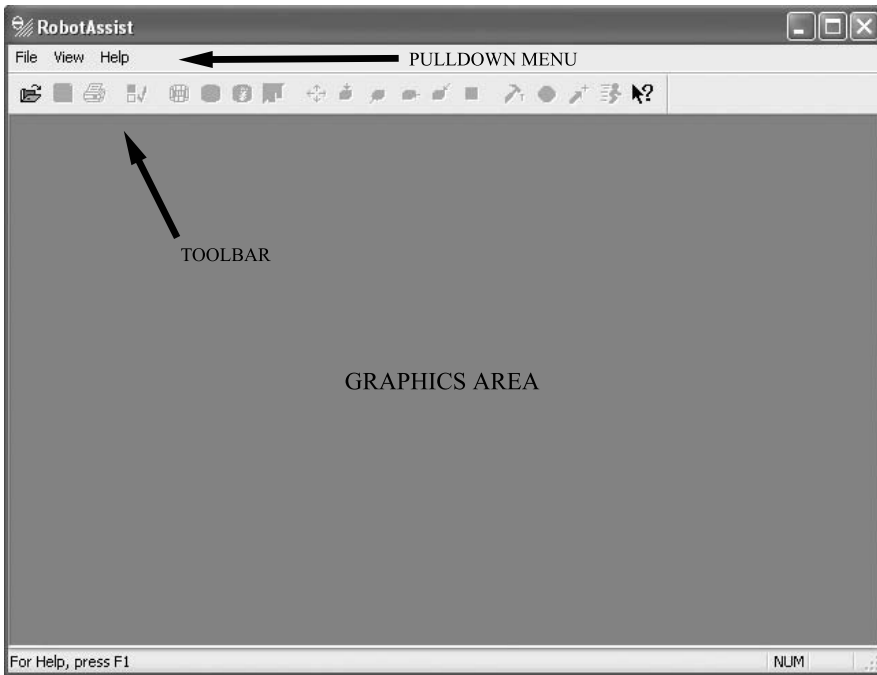 RobotAssist
File View Help
PULLDOWN MENU
TOOLBAR
GRAPHICS AREA
For Help, press F1
NUM